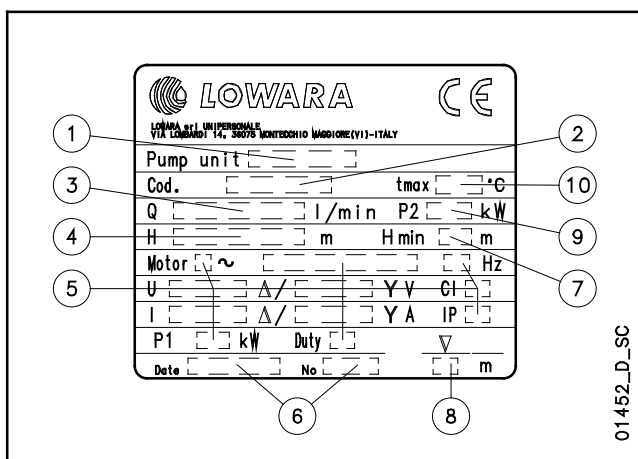 LOWARA CE
LOWARA srl UNIPERSONALE
VIA LOMBARDI 14, 36075 MONTECCHIO MAGGIORE(VI)-ITALY
Pump unit
Cod. tmax °C
Q l/min P2 kW
H m H min m
Motor ~ Hz
U Δ/ Y V Cl
I Δ/ Y A IP
P1 kW Duty ▽
Date No m
1
2
3
4
5
6
7
8
9
10
01452_D_SC